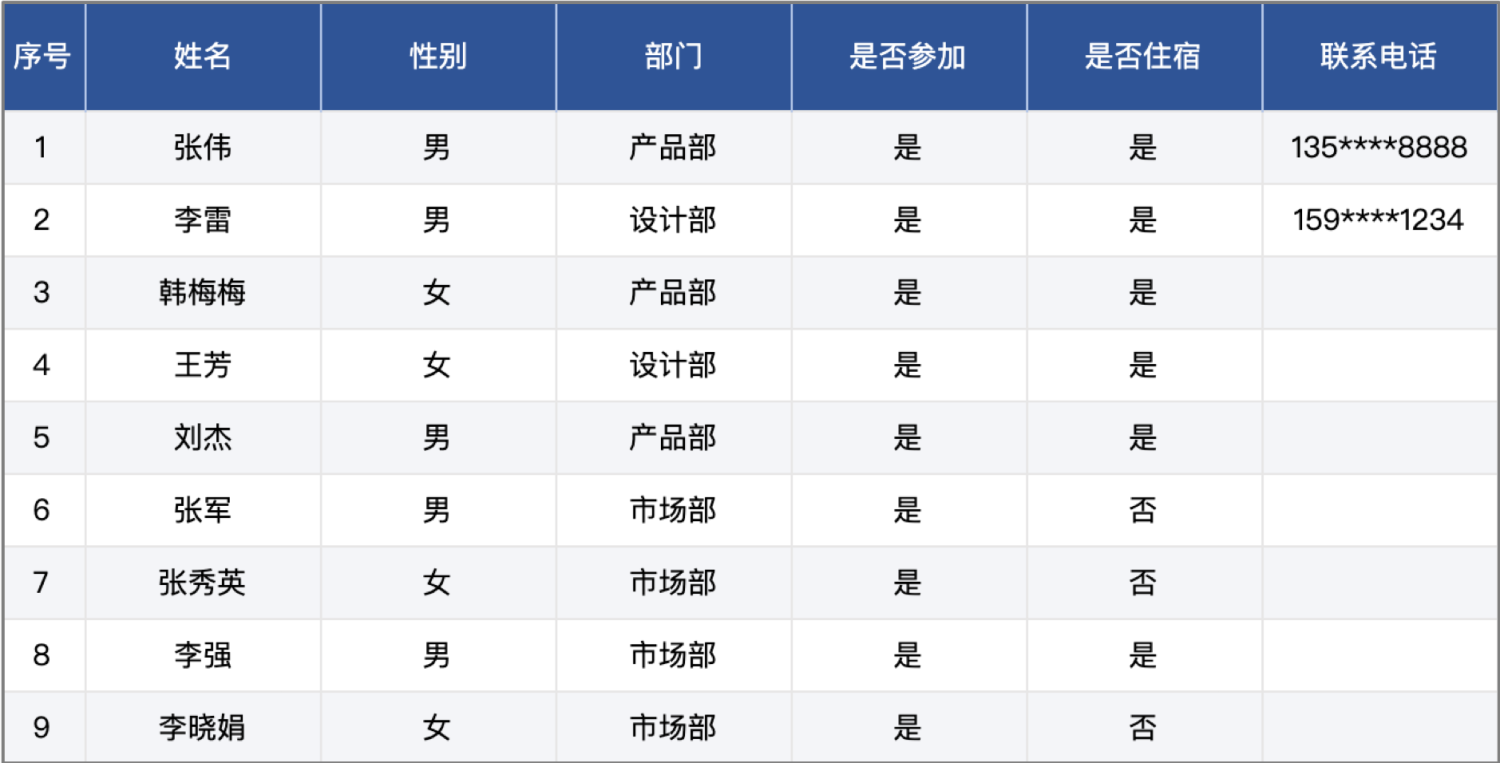 序号 姓名 性别 部门 是否参加 是否住宿 联系电话
1 张伟 男 产品部 是 是 135****8888
2 李雷 男 设计部 是 是 159****1234
3 韩梅梅 女 产品部 是 是
4 王芳 女 设计部 是 是
5 刘杰 男 产品部 是 是
6 张军 男 市场部 是 否
7 张秀英 女 市场部 是 否
8 李强 男 市场部 是 是
9 李晓娟 女 市场部 是 否